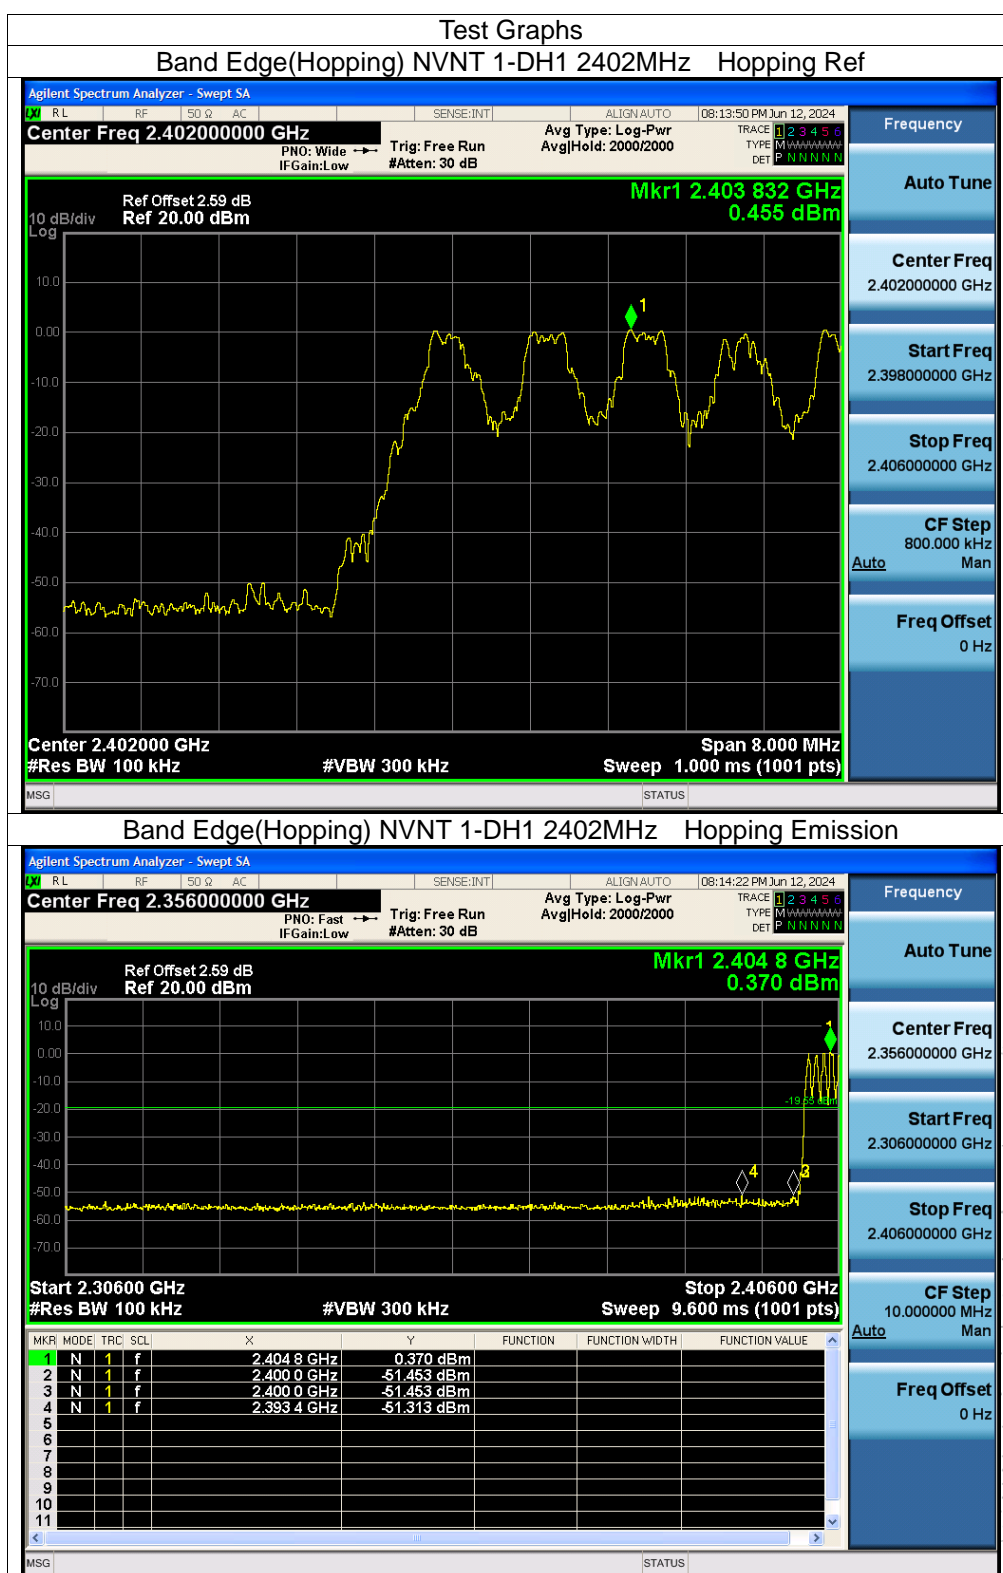 Test Graphs
Band Edge(Hopping) NVNT 1-DH1 2402MHz Hopping Ref
Agilent Spectrum Analyzer - Swept SA
LXI RL RF 50 Ω AC SENSE:INT ALIGNAUTO 08:13:50 PM Jun 12, 2024
Center Freq 2.402000000 GHz
PNO: Wide
IFGain:Low
Trig: Free Run
#Atten: 30 dB
Avg Type: Log-Pwr
Avg|Hold: 2000/2000
TRACE 1 2 3 4 5 6
TYPE M WWWWW
DET P N N N N N
Frequency
Auto Tune
Center Freq
2.402000000 GHz
Start Freq
2.398000000 GHz
Stop Freq
2.406000000 GHz
CF Step
800.000 kHz
Auto Man
Freq Offset
0 Hz
Mkr1 2.403 832 GHz
0.455 dBm
Ref Offset 2.59 dB
10 dB/div Ref 20.00 dBm
Log
10.0
0.00
-10.0
-20.0
-30.0
-40.0
-50.0
-60.0
-70.0
1
Center 2.402000 GHz Span 8.000 MHz
#Res BW 100 kHz #VBW 300 kHz Sweep 1.000 ms (1001 pts)
MSG STATUS
Band Edge(Hopping) NVNT 1-DH1 2402MHz Hopping Emission
Agilent Spectrum Analyzer - Swept SA
LXI RL RF 50 Ω AC SENSE:INT ALIGNAUTO 08:14:22 PM Jun 12, 2024
Center Freq 2.356000000 GHz
PNO: Fast
IFGain:Low
Trig: Free Run
#Atten: 30 dB
Avg Type: Log-Pwr
Avg|Hold: 2000/2000
TRACE 1 2 3 4 5 6
TYPE M WWWWW
DET P N N N N N
Frequency
Auto Tune
Center Freq
2.356000000 GHz
Start Freq
2.306000000 GHz
Stop Freq
2.406000000 GHz
CF Step
10.000000 MHz
Auto Man
Freq Offset
0 Hz
Mkr1 2.404 8 GHz
0.370 dBm
Ref Offset 2.59 dB
10 dB/div Ref 20.00 dBm
Log
10.0
0.00
-10.0
-20.0
-30.0
-40.0
-50.0
-60.0
-70.0
1
-19.55 dBm
4
Start 2.30600 GHz Stop 2.40600 GHz
#Res BW 100 kHz #VBW 300 kHz Sweep 9.600 ms (1001 pts)
MKR MODE TRC SCL X Y FUNCTION FUNCTION WIDTH FUNCTION VALUE
1 N 1 f 2.404 8 GHz 0.370 dBm
2 N 1 f 2.400 0 GHz -51.453 dBm
3 N 1 f 2.400 0 GHz -51.453 dBm
4 N 1 f 2.393 4 GHz -51.313 dBm
5
6
7
8
9
10
11
MSG STATUS